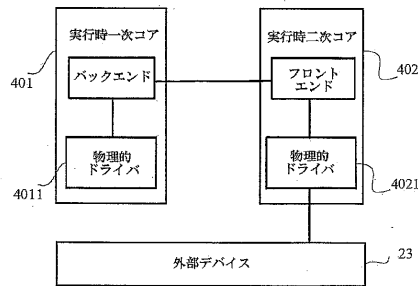 実行時一次コア
バックエンド
物理的
ドライバ
401
4011
実行時二次コア
フロント
エンド
物理的
ドライバ
402
4021
外部デバイス
23